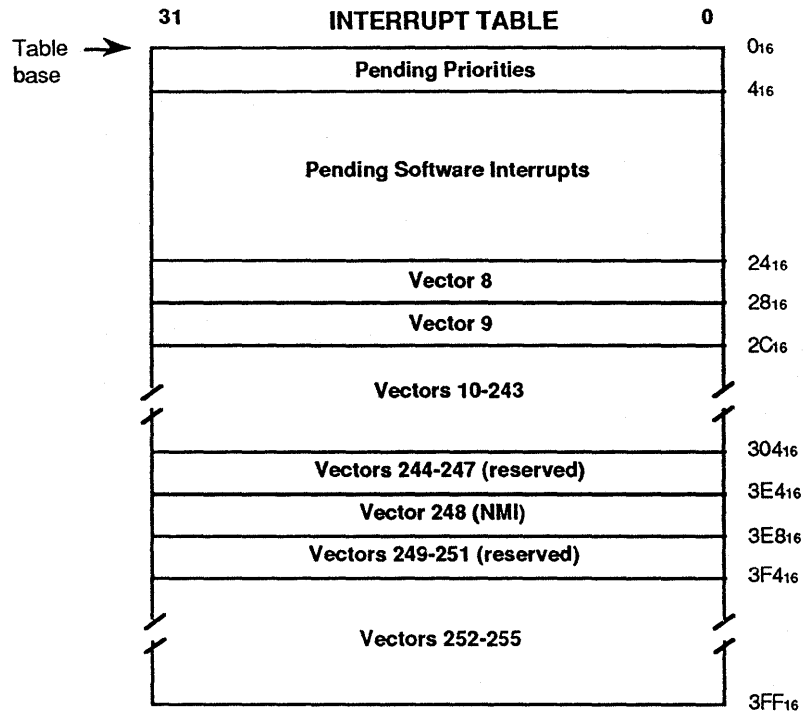 31 INTERRUPT TABLE 0
Table base
0₁₆
Pending Priorities
4₁₆
Pending Software Interrupts
24₁₆
Vector 8
28₁₆
Vector 9
2C₁₆
Vectors 10-243
304₁₆
Vectors 244-247 (reserved)
3E4₁₆
Vector 248 (NMI)
3E8₁₆
Vectors 249-251 (reserved)
3F4₁₆
Vectors 252-255
3FF₁₆